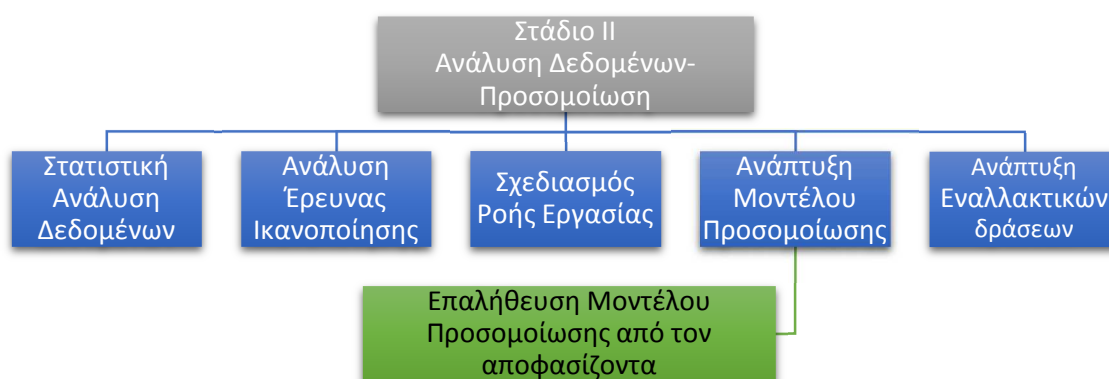 Στάδιο ΙΙ
Ανάλυση Δεδομένων-
Προσομοίωση
Στατιστική
Ανάλυση
Δεδομένων
Ανάλυση
Έρευνας
Ικανοποίησης
Σχεδιασμός
Ροής Εργασίας
Ανάπτυξη
Μοντέλου
Προσομοίωσης
Ανάπτυξη
Εναλλακτικών
δράσεων
Επαλήθευση Μοντέλου
Προσομοίωσης από τον
αποφασίζοντα